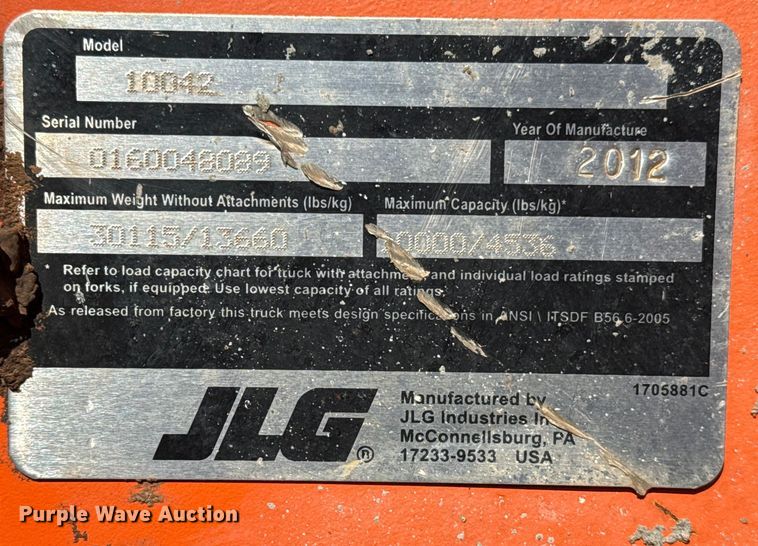 Model
10042
Serial Number
0160048089
Year Of Manufacture
2012
Maximum Weight Without Attachments (lbs/kg)
30115/13660
Maximum Capacity (lbs/kg)*
0000/4536
* Refer to load capacity chart for truck with attachment and individual load ratings stamped
on forks, if equipped. Use lowest capacity of all ratings
As released from factory this truck meets design specifications in ANSI \ ITSDF B56.6-2005
1705881C
JLG®
Manufactured by
JLG Industries
McConnellsburg, PA
17233-9533 USA
Purple Wave Auction